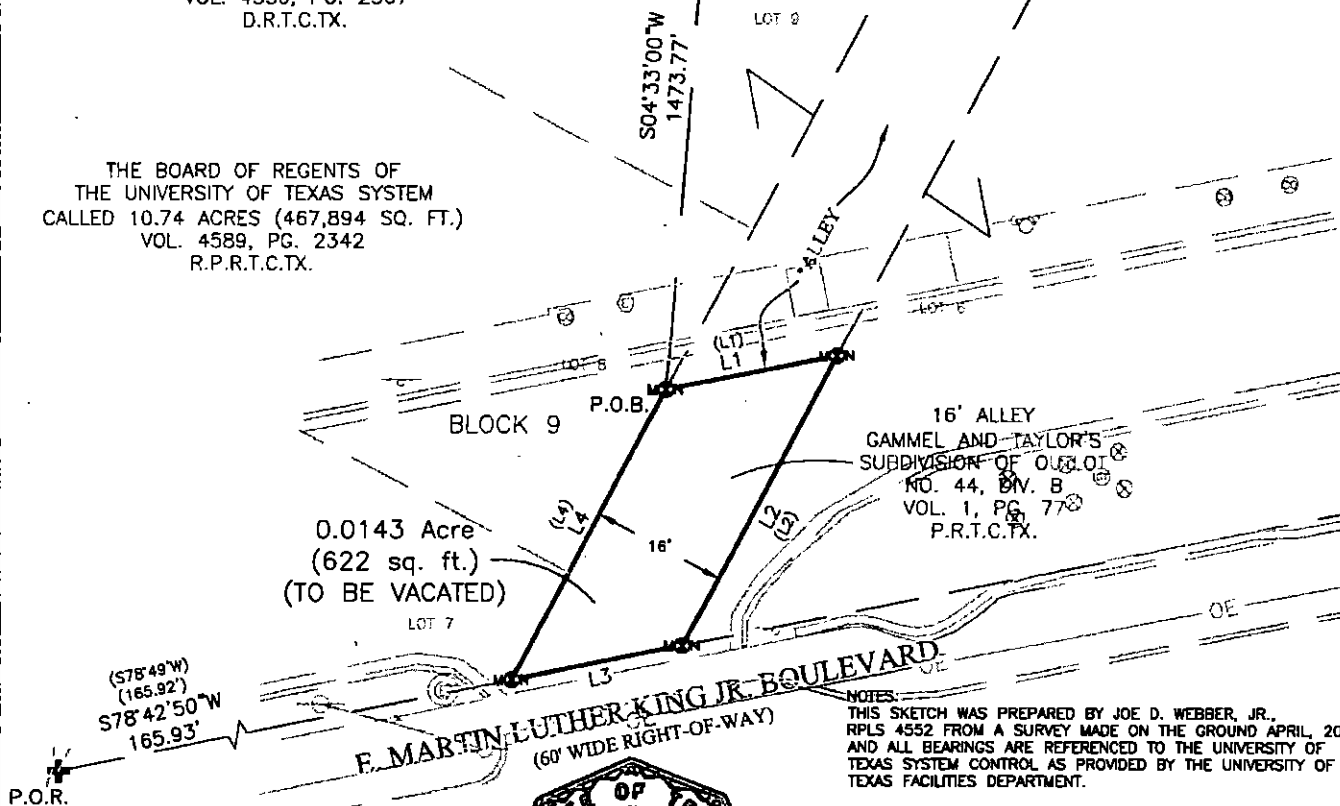 D.R.T.C.TX.
LOT 9
S04°33'00"W
1473.77'
THE BOARD OF REGENTS OF
THE UNIVERSITY OF TEXAS SYSTEM
CALLED 10.74 ACRES (467,894 SQ. FT.)
VOL. 4589, PG. 2342
R.P.R.T.C.TX.
ALLEY
LOT 6
LOT 8
(L1)
L1
P.O.B.
BLOCK 9
16' ALLEY
GAMMEL AND TAYLOR'S
SUBDIVISION OF OUTLOT
NO. 44, DIV. B
VOL. 1, PG. 77
P.R.T.C.TX.
(L4)
L4
16'
L2
(L2)
0.0143 Acre
(622 sq. ft.)
(TO BE VACATED)
LOT 7
L3
OE
OE
(S78°49'W)
(165.92')
S78°42'50"W
165.93'
P.O.R.
E. MARTIN LUTHER KING JR. BOULEVARD
(60' WIDE RIGHT-OF-WAY)
NOTES:
THIS SKETCH WAS PREPARED BY JOE D. WEBBER, JR.,
RPLS 4552 FROM A SURVEY MADE ON THE GROUND APRIL, 20
AND ALL BEARINGS ARE REFERENCED TO THE UNIVERSITY OF
TEXAS SYSTEM CONTROL AS PROVIDED BY THE UNIVERSITY OF
TEXAS FACILITIES DEPARTMENT.
OF